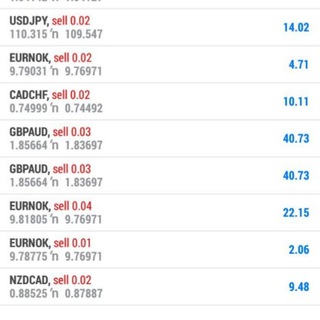 USDJPY, sell 0.02
110.315 'n 109.547
14.02
EURNOK, sell 0.02
9.79031 'n 9.76971
4.71
CADCHF, sell 0.02
0.74999 'n 0.74492
10.11
GBPAUD, sell 0.03
1.85664 'n 1.83697
40.73
GBPAUD, sell 0.03
1.85664 'n 1.83697
40.73
EURNOK, sell 0.04
9.81805 'n 9.76971
22.15
EURNOK, sell 0.01
9.78775 'n 9.76971
2.06
NZDCAD, sell 0.02
0.88525 'n 0.87887
9.48